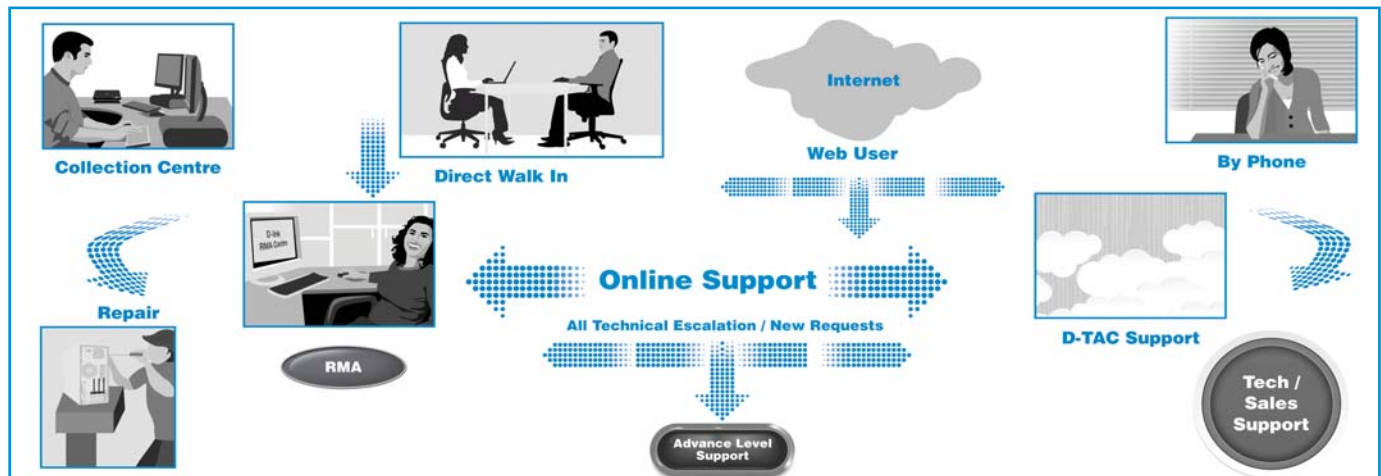 Internet
Collection Centre
Direct Walk In
Web User
By Phone
D-link
RMA Centre
Online Support
Repair
All Technical Escalation / New Requests
D-TAC Support
RMA
Tech /
Sales
Support
Advance Level
Support